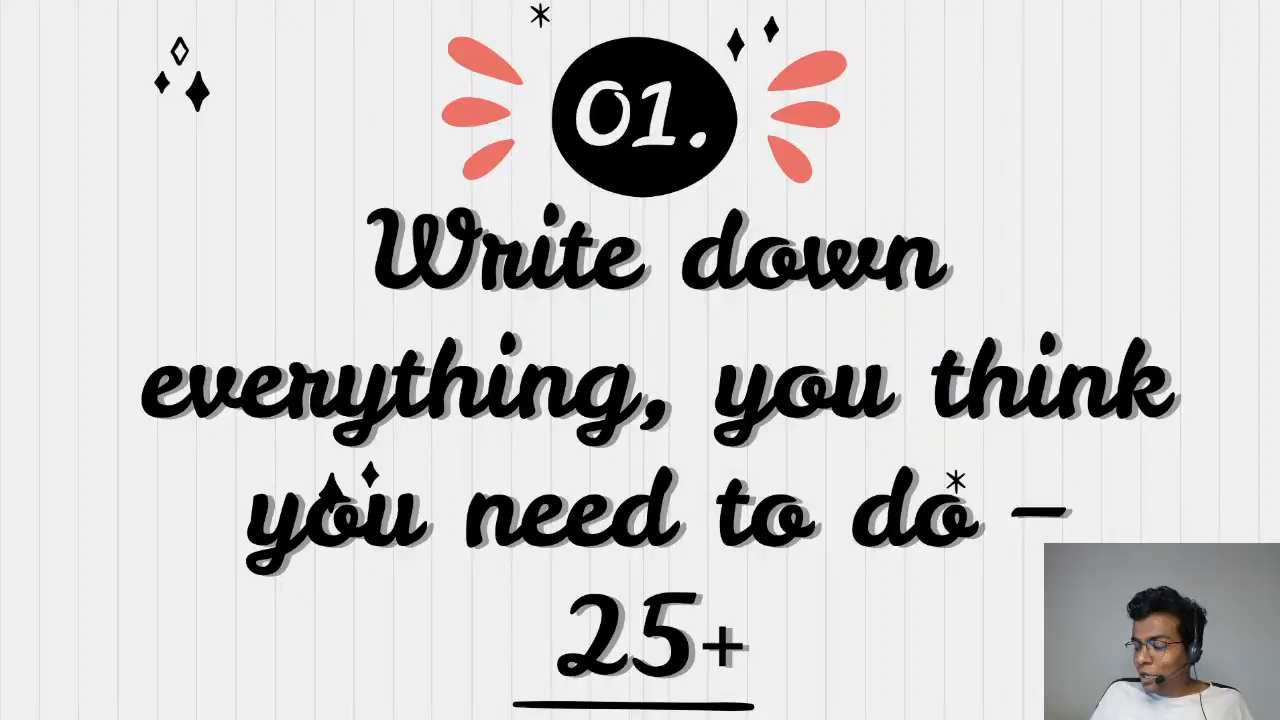 01.
Write down
everything, you think
you need to do –
25+